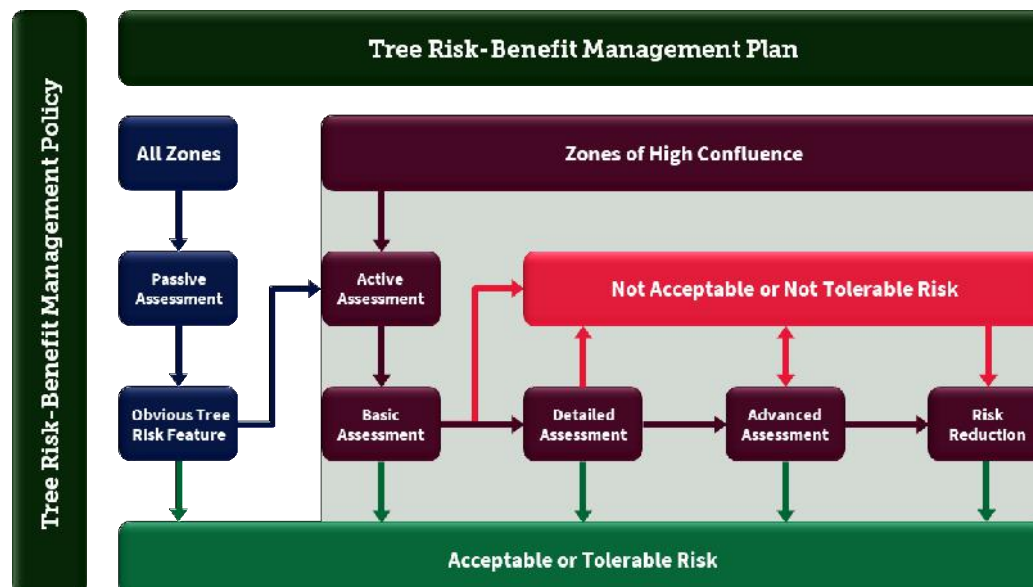 Tree Risk-Benefit Management Policy
Tree Risk-Benefit Management Plan
All Zones
Zones of High Confluence
Passive
Assessment
Active
Assessment
Not Acceptable or Not Tolerable Risk
Obvious Tree
Risk Feature
Basic
Assessment
Detailed
Assessment
Advanced
Assessment
Risk
Reduction
Acceptable or Tolerable Risk